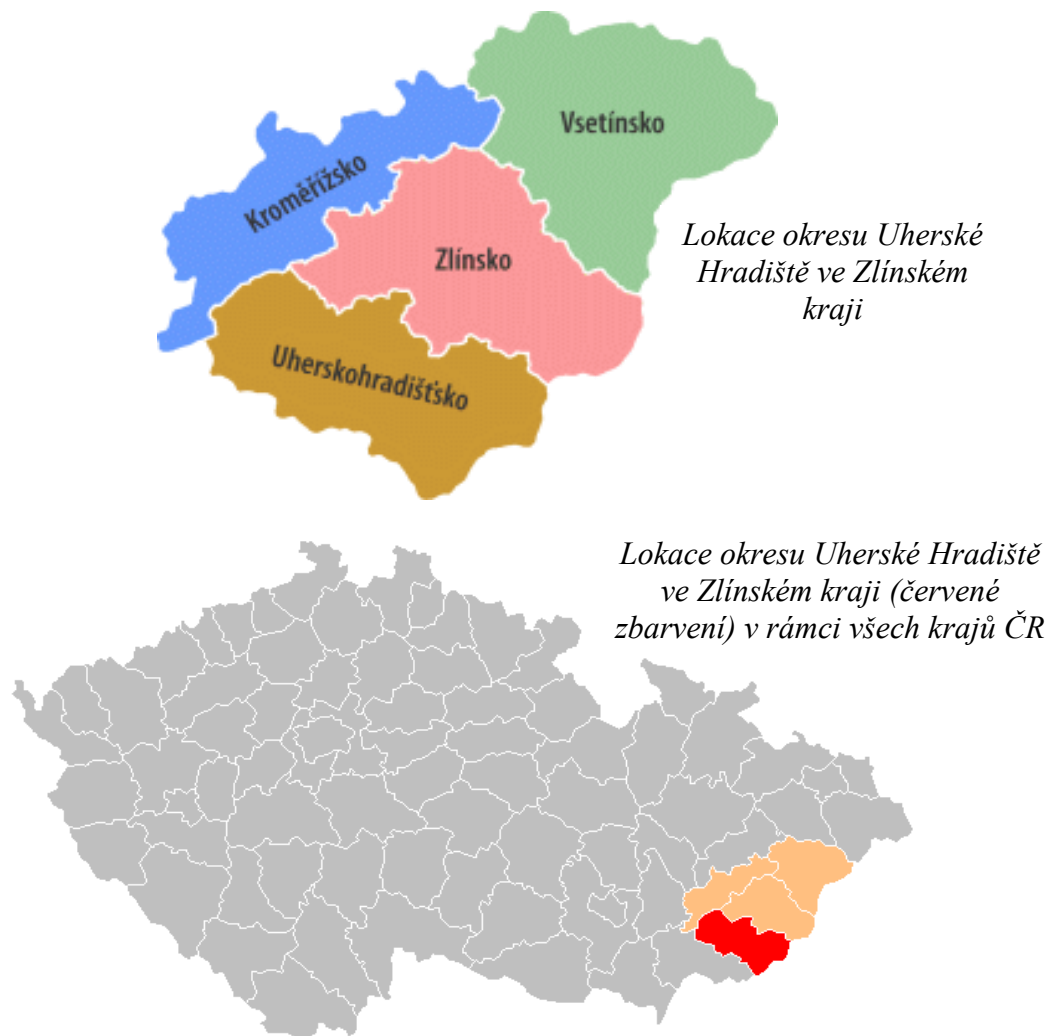 Vsetínsko
Kroměřížsko
Zlínsko
Uherskohradišťsko
Lokace okresu Uherské
Hradiště ve Zlínském
kraji
Lokace okresu Uherské Hradiště
ve Zlínském kraji (červené
zbarvení) v rámci všech krajů ČR